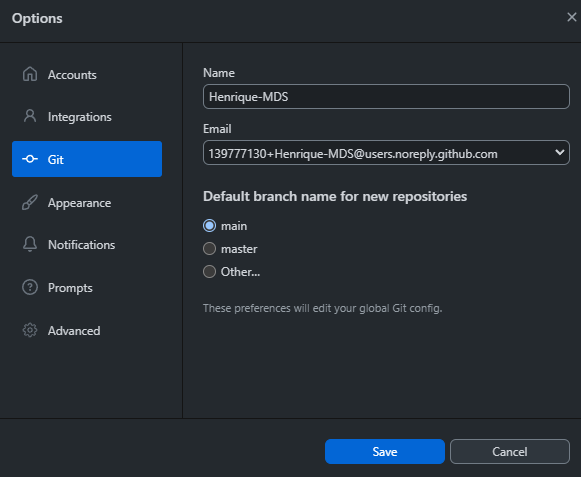 Options
Accounts
Integrations
Git
Appearance
Notifications
Prompts
Advanced
Name
Henrique-MDS
Email
139777130+Henrique-MDS@users.noreply.github.com
Default branch name for new repositories
main
master
Other...
These preferences will edit your global Git config.
Save
Cancel